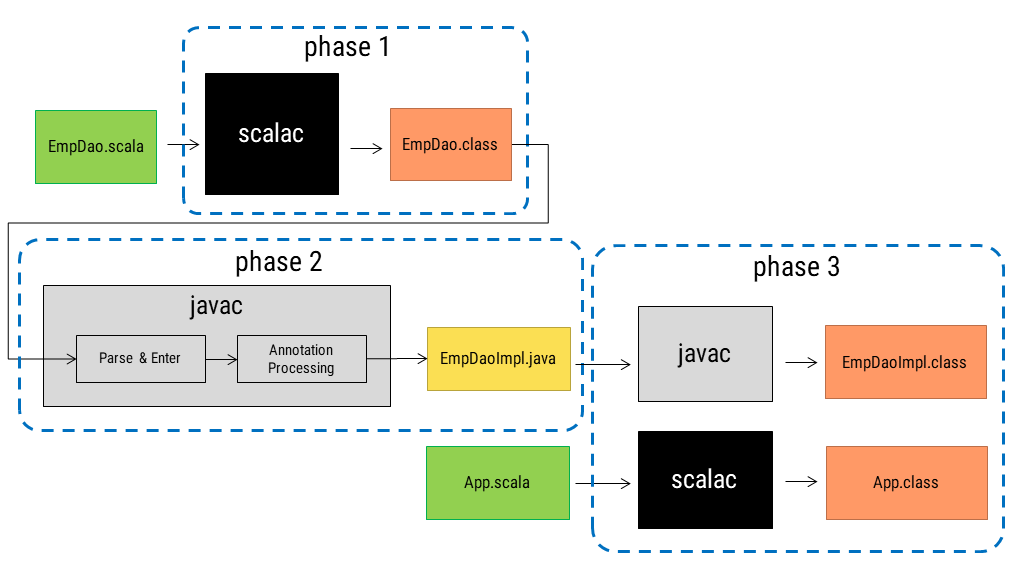 phase 1
EmpDao.scala
scalac
EmpDao.class
phase 2
javac
Parse & Enter
Annotation
Processing
EmpDaoImpl.java
phase 3
javac
EmpDaoImpl.class
App.scala
scalac
App.class